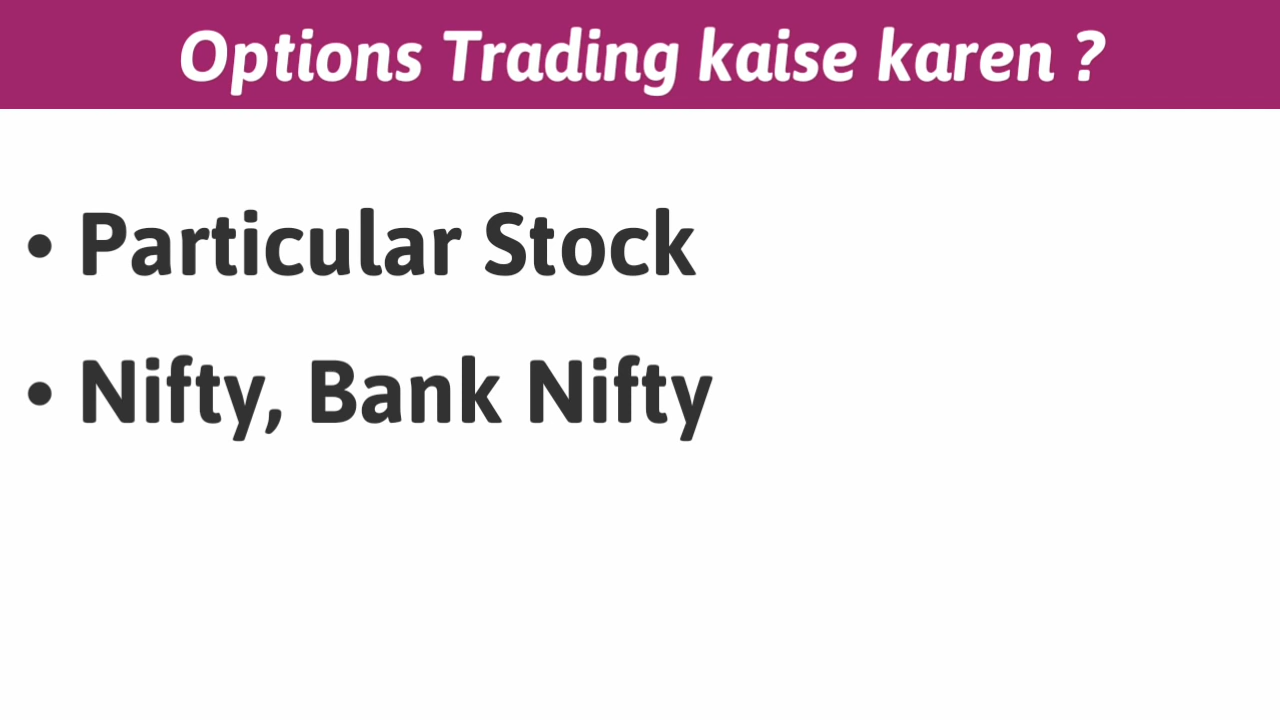 Options Trading kaise karen ?
• Particular Stock
• Nifty, Bank Nifty